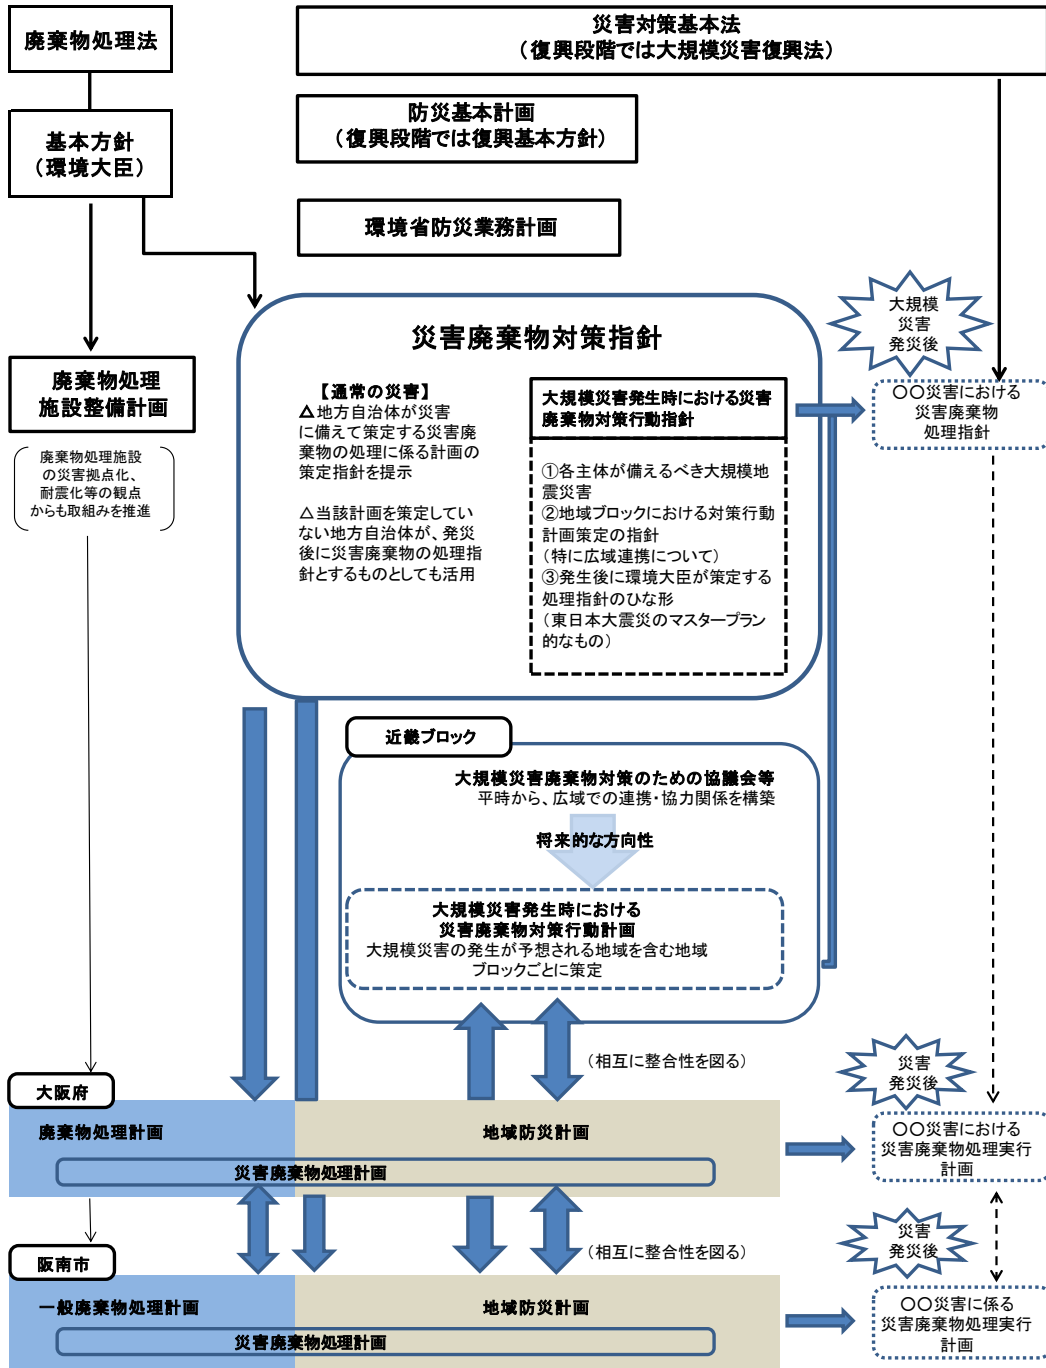 廃棄物処理法
災害対策基本法
（復興段階では大規模災害復興法）
基本方針
（環境大臣）
防災基本計画
（復興段階では復興基本方針）
環境省防災業務計画
廃棄物処理
施設整備計画
廃棄物処理施設
の災害拠点化、
耐震化等の観点
からも取組みを推進
災害廃棄物対策指針
【通常の災害】
△地方自治体が災害
に備えて策定する災害廃
棄物の処理に係る計画の
策定指針を提示
△当該計画を策定してい
ない地方自治体が、発災
後に災害廃棄物の処理指
針とするものとしても活用
大規模災害発生時における災害
廃棄物対策行動指針
①各主体が備えるべき大規模地
震災害
②地域ブロックにおける対策行動
計画策定の指針
（特に広域連携について）
③発生後に環境大臣が策定する
処理指針のひな形
（東日本大震災のマスタープラン
的なもの）
大規模
災害
発災後
〇〇災害における
災害廃棄物
処理指針
近畿ブロック
大規模災害廃棄物対策のための協議会等
平時から、広域での連携・協力関係を構築
将来的な方向性
大規模災害発生時における
災害廃棄物対策行動計画
大規模災害の発生が予想される地域を含む地域
ブロックごとに策定
（相互に整合性を図る）
災害
発災後
大阪府
廃棄物処理計画
地域防災計画
災害廃棄物処理計画
〇〇災害における
災害廃棄物処理実行
計画
（相互に整合性を図る）
災害
発災後
阪南市
一般廃棄物処理計画
地域防災計画
災害廃棄物処理計画
〇〇災害に係る
災害廃棄物処理実行
計画